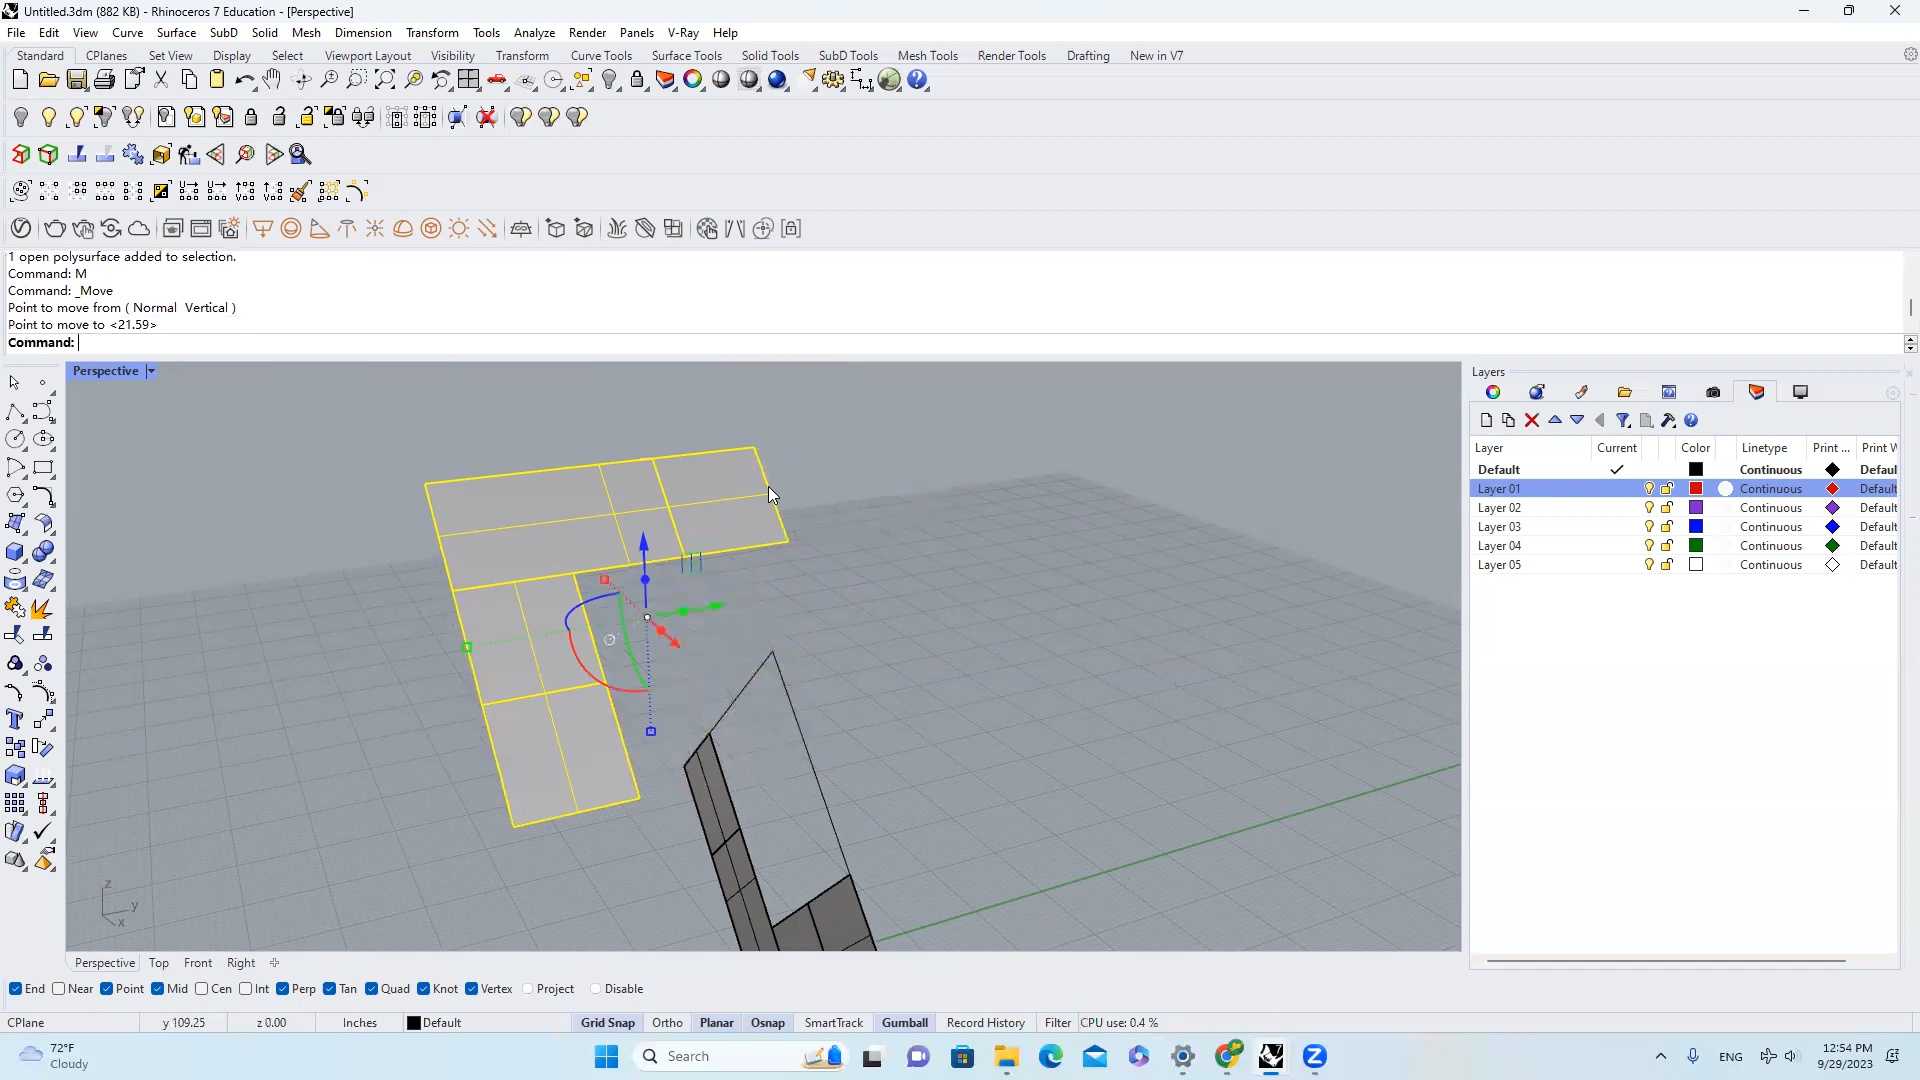 Untitled.3dm (882 KB) - Rhinoceros 7 Education - [Perspective]
File Edit View Curve Surface SubD Solid Mesh Dimension Transform Tools Analyze Render Panels V-Ray Help
Standard CPlanes Set View Display Select Viewport Layout Visibility Transform Curve Tools Surface Tools Solid Tools SubD Tools Mesh Tools Render Tools Drafting New in V7
1 open polysurface added to selection.
Command: M
Command: _Move
Point to move from ( Normal Vertical )
Point to move to <21.59>
Command:
Perspective
Layers
Layer Current Color Linetype Print ... Print W
Default Continuous Defaul
Layer 01 Continuous Default
Layer 02 Continuous Default
Layer 03 Continuous Default
Layer 04 Continuous Default
Layer 05 Continuous Default
z
y
x
Perspective Top Front Right
End Near Point Mid Cen Int Perp Tan Quad Knot Vertex Project Disable
CPlane y 109.25 z 0.00 Inches Default Grid Snap Ortho Planar Osnap SmartTrack Gumball Record History Filter CPU use: 0.4 %
72°F
Cloudy
Search
ENG
12:54 PM
9/29/2023